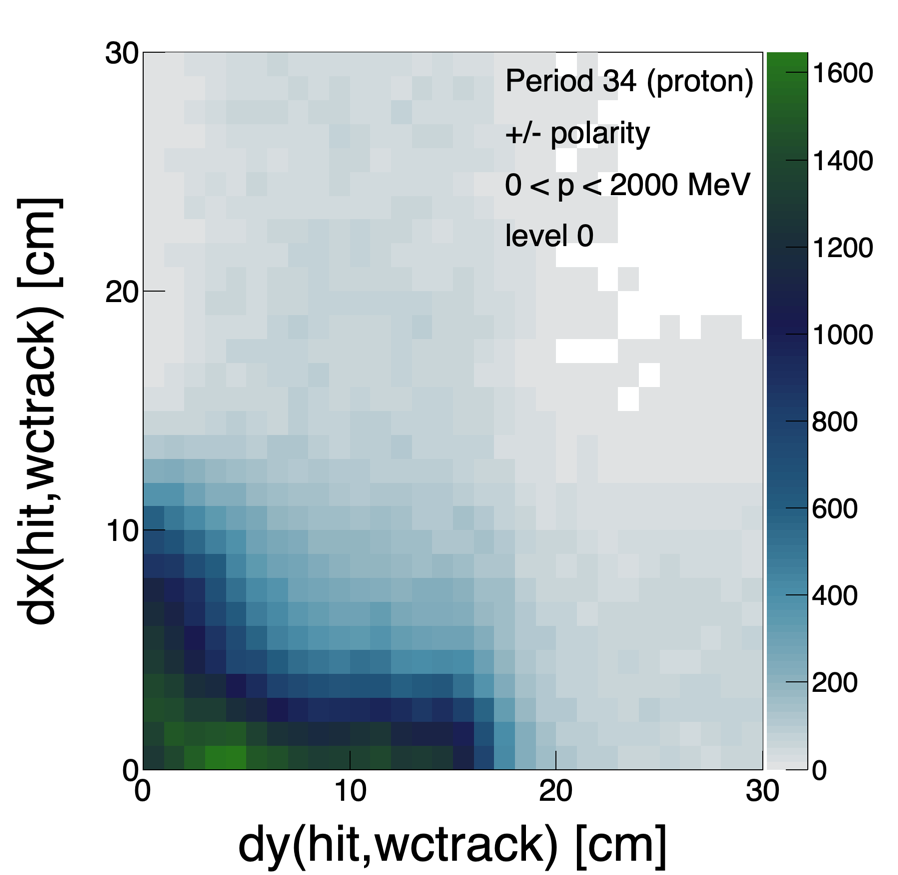 30
20
10
0
0
10
20
30
dx(hit,wctrack) [cm]
dy(hit,wctrack) [cm]
Period 34 (proton)
+/- polarity
0 < p < 2000 MeV
level 0
1600
1400
1200
1000
800
600
400
200
0